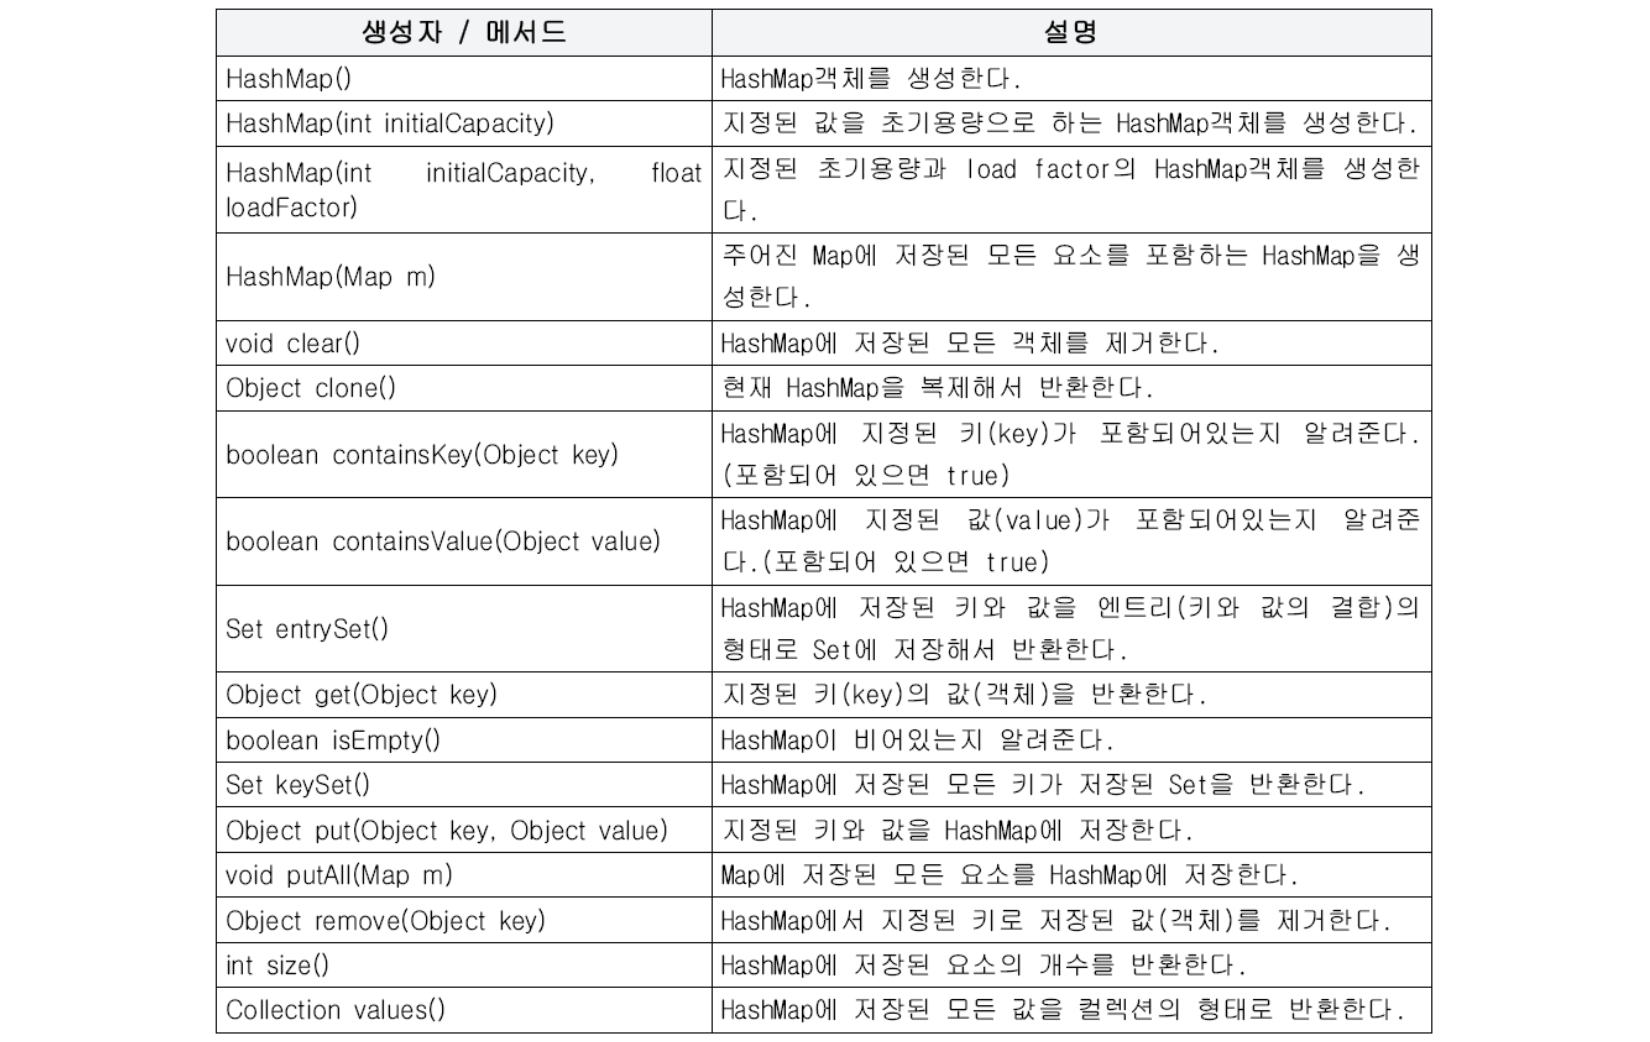 생성자 / 메서드
설명
HashMap()
HashMap객체를 생성한다.
HashMap(int initialCapacity)
지정된 값을 초기용량으로 하는 HashMap객체를 생성한다.
HashMap(int initialCapacity, float
loadFactor)
지정된 초기용량과 load factor의 HashMap객체를 생성한
다.
HashMap(Map m)
주어진 Map에 저장된 모든 요소를 포함하는 HashMap을 생
성한다.
void clear()
HashMap에 저장된 모든 객체를 제거한다.
Object clone()
현재 HashMap을 복제해서 반환한다.
boolean containsKey(Object key)
HashMap에 지정된 키(key)가 포함되어있는지 알려준다.
(포함되어 있으면 true)
boolean containsValue(Object value)
HashMap에 지정된 값(value)가 포함되어있는지 알려준
다.(포함되어 있으면 true)
Set entrySet()
HashMap에 저장된 키와 값을 엔트리(키와 값의 결합)의
형태로 Set에 저장해서 반환한다.
Object get(Object key)
지정된 키(key)의 값(객체)을 반환한다.
boolean isEmpty()
HashMap이 비어있는지 알려준다.
Set keySet()
HashMap에 저장된 모든 키가 저장된 Set을 반환한다.
Object put(Object key, Object value)
지정된 키와 값을 HashMap에 저장한다.
void putAll(Map m)
Map에 저장된 모든 요소를 HashMap에 저장한다.
Object remove(Object key)
HashMap에서 지정된 키로 저장된 값(객체)를 제거한다.
int size()
HashMap에 저장된 요소의 개수를 반환한다.
Collection values()
HashMap에 저장된 모든 값을 컬렉션의 형태로 반환한다.